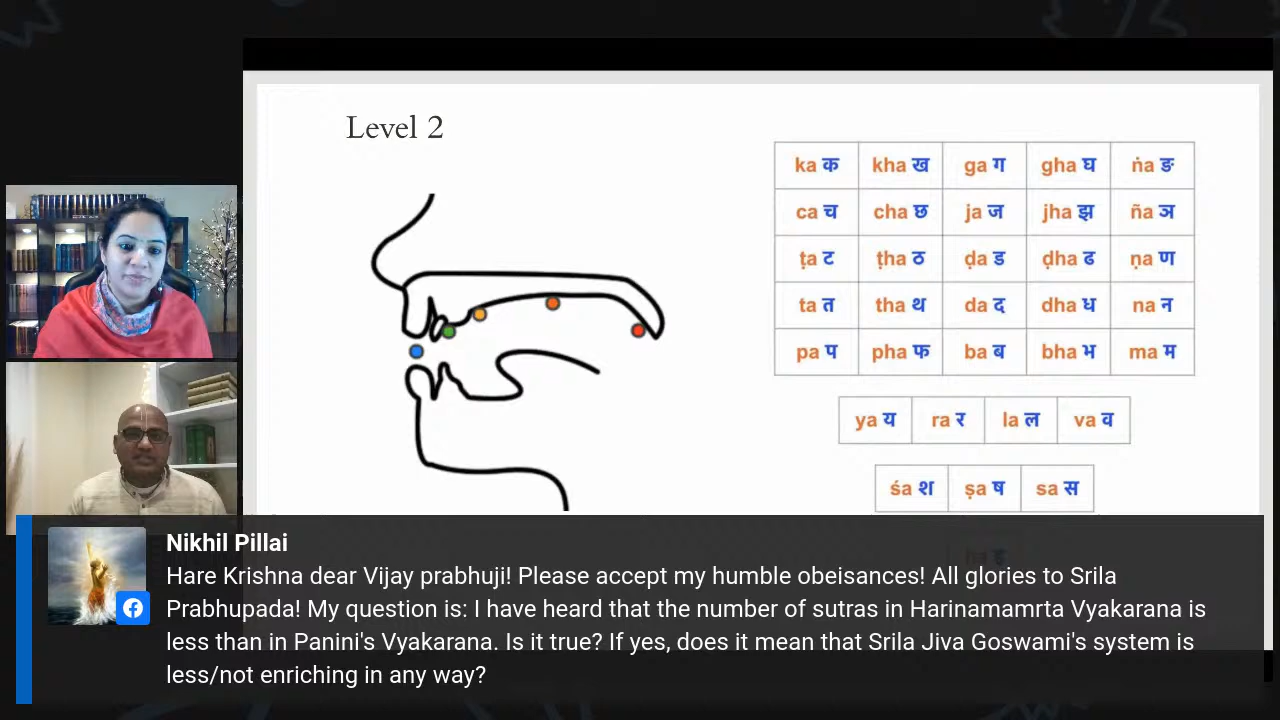 Level 2
ka क kha ख ga ग gha घ ṅa ङ
ca च cha छ ja ज jha झ ña ञ
ṭa ट ṭha ठ ḍa ड ḍha ढ ṇa ण
ta त tha थ da द dha ध na न
pa प pha फ ba ब bha भ ma म
ya य ra र la ल va व
śa श ṣa ष sa स
ha ह
Nikhil Pillai
Hare Krishna dear Vijay prabhuji! Please accept my humble obeisances! All glories to Srila
Prabhupada! My question is: I have heard that the number of sutras in Harinamamrta Vyakarana is
less than in Panini's Vyakarana. Is it true? If yes, does it mean that Srila Jiva Goswami's system is
less/not enriching in any way?